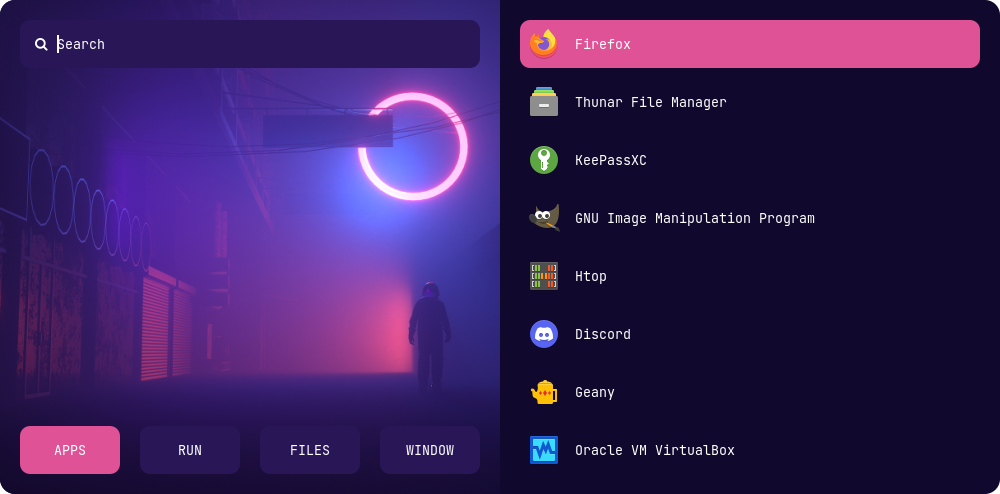 Search
APPS
RUN
FILES
WINDOW
Firefox
Thunar File Manager
KeePassXC
GNU Image Manipulation Program
Htop
Discord
Geany
Oracle VM VirtualBox